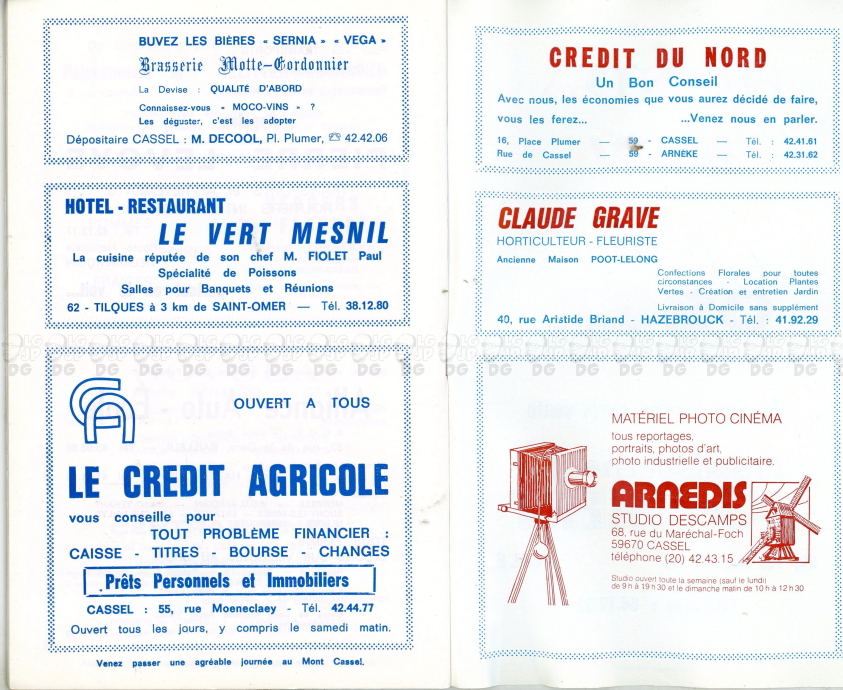 BUVEZ LES BIÈRES « SERNIA » « VEGA »
Brasserie Motte-Cordonnier
La Devise : QUALITÉ D'ABORD
Connaissez-vous « MOCO-VINS » ?
Les déguster, c'est les adopter
Dépositaire CASSEL : M. DECOOL, Pl. Plumer, ☏ 42.42.06
HOTEL - RESTAURANT
LE VERT MESNIL
La cuisine réputée de son chef M. FIOLET Paul
Spécialité de Poissons
Salles pour Banquets et Réunions
62 - TILQUES à 3 km de SAINT-OMER — Tél. 38.12.80
CA
OUVERT A TOUS
LE CREDIT AGRICOLE
vous conseille pour
TOUT PROBLÈME FINANCIER :
CAISSE - TITRES - BOURSE - CHANGES
Prêts Personnels et Immobiliers
CASSEL : 55, rue Moeneclaey - Tél. 42.44.77
Ouvert tous les jours, y compris le samedi matin.
Venez passer une agréable journée au Mont Cassel.
CREDIT DU NORD
Un Bon Conseil
Avec nous, les économies que vous aurez décidé de faire,
vous les ferez... ...Venez nous en parler.
16, Place Plumer — 59 - CASSEL — Tél. : 42.41.61
Rue de Cassel — 59 - ARNÈKE — Tél. : 42.31.62
CLAUDE GRAVE
HORTICULTEUR - FLEURISTE
Ancienne Maison POOT-LELONG
Confections Florales pour toutes
circonstances - Location Plantes
Vertes - Création et entretien Jardin
Livraison à Domicile sans supplément
40, rue Aristide Briand - HAZEBROUCK - Tél. : 41.92.29
MATÉRIEL PHOTO CINÉMA
tous reportages,
portraits, photos d'art,
photo industrielle et publicitaire.
ARNEDIS
STUDIO DESCAMPS
68, rue du Maréchal-Foch
59670 CASSEL
téléphone (20) 42.43.15
Studio ouvert toute la semaine (sauf le lundi)
de 9 h à 19 h 30 et le dimanche matin de 10 h à 12 h 30